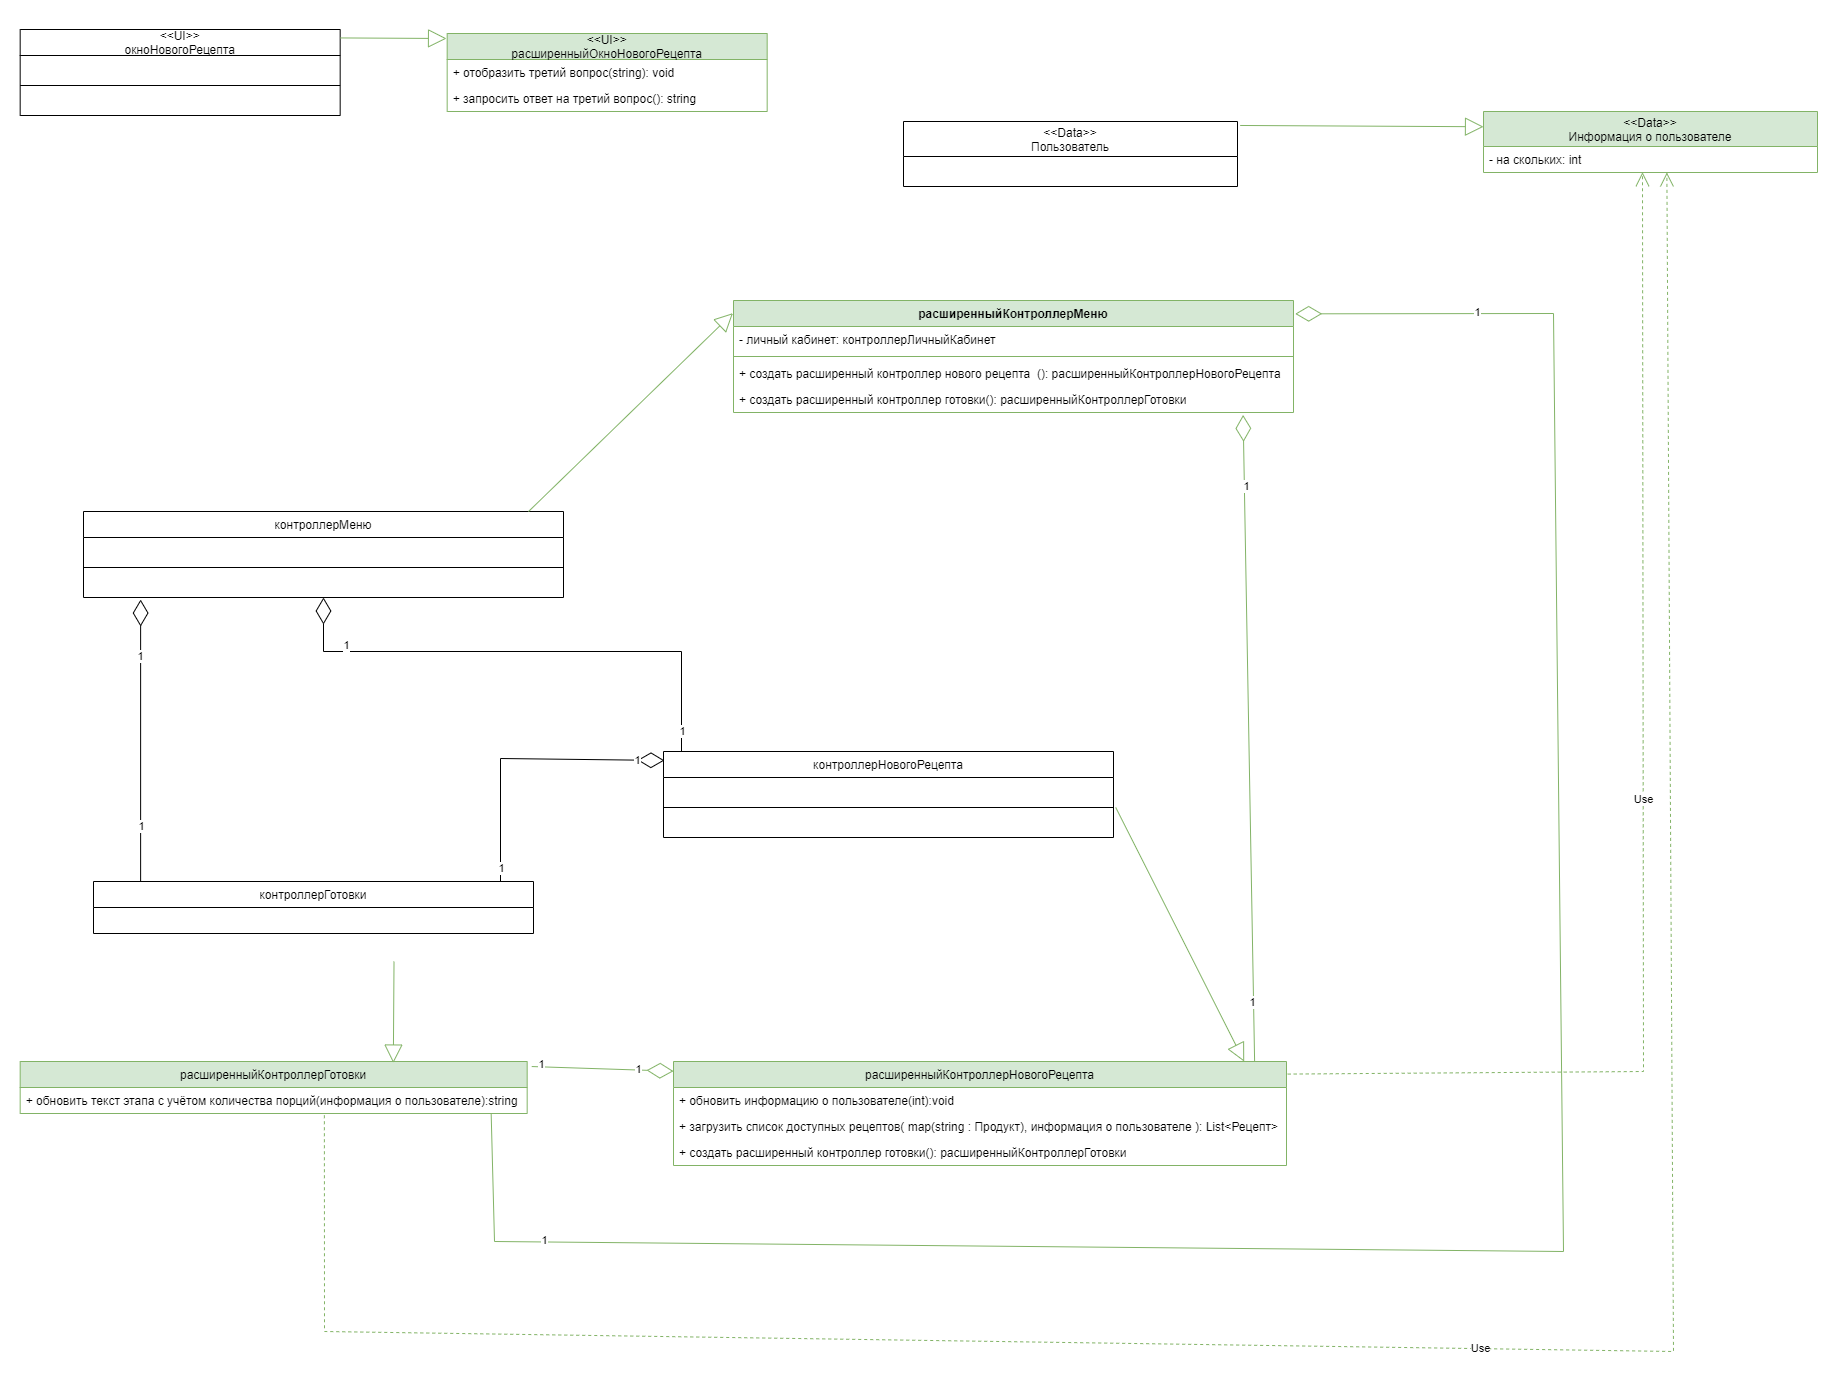 <<UI>>
окноНовогоРецепта
<<UI>>
расширенныйОкноНовогоРецепта
+ отобразить третий вопрос(string): void
+ запросить ответ на третий вопрос(): string
<<Data>>
Пользователь
<<Data>>
Информация о пользователе
- на скольких: int
расширенныйКонтроллерМеню
- личный кабинет: контроллерЛичныйКабинет
+ создать расширенный контроллер нового рецепта  (): расширенныйКонтроллерНовогоРецепта
+ создать расширенный контроллер готовки(): расширенныйКонтроллерГотовки
1
1
контроллерМеню
1
1
1
1
контроллерНовогоРецепта
Use
1
1
контроллерГотовки
1
1
1
расширенныйКонтроллерГотовки
+ обновить текст этапа с учётом количества порций(информация о пользователе):string
расширенныйКонтроллерНовогоРецепта
+ обновить информацию о пользователе(int):void
+ загрузить список доступных рецептов( map(string : Продукт), информация о пользователе ): List<Рецепт>
+ создать расширенный контроллер готовки(): расширенныйКонтроллерГотовки
1
Use